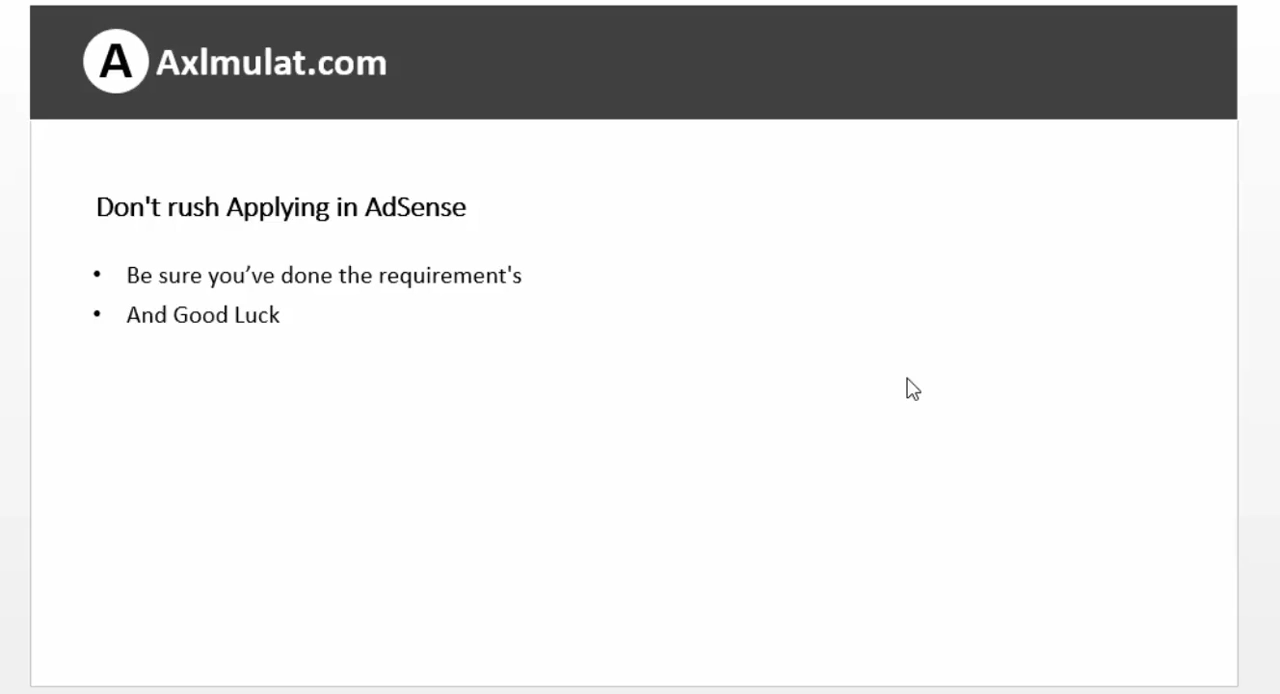 A Axlmulat.com
Don't rush Applying in AdSense
• Be sure you’ve done the requirement's
• And Good Luck